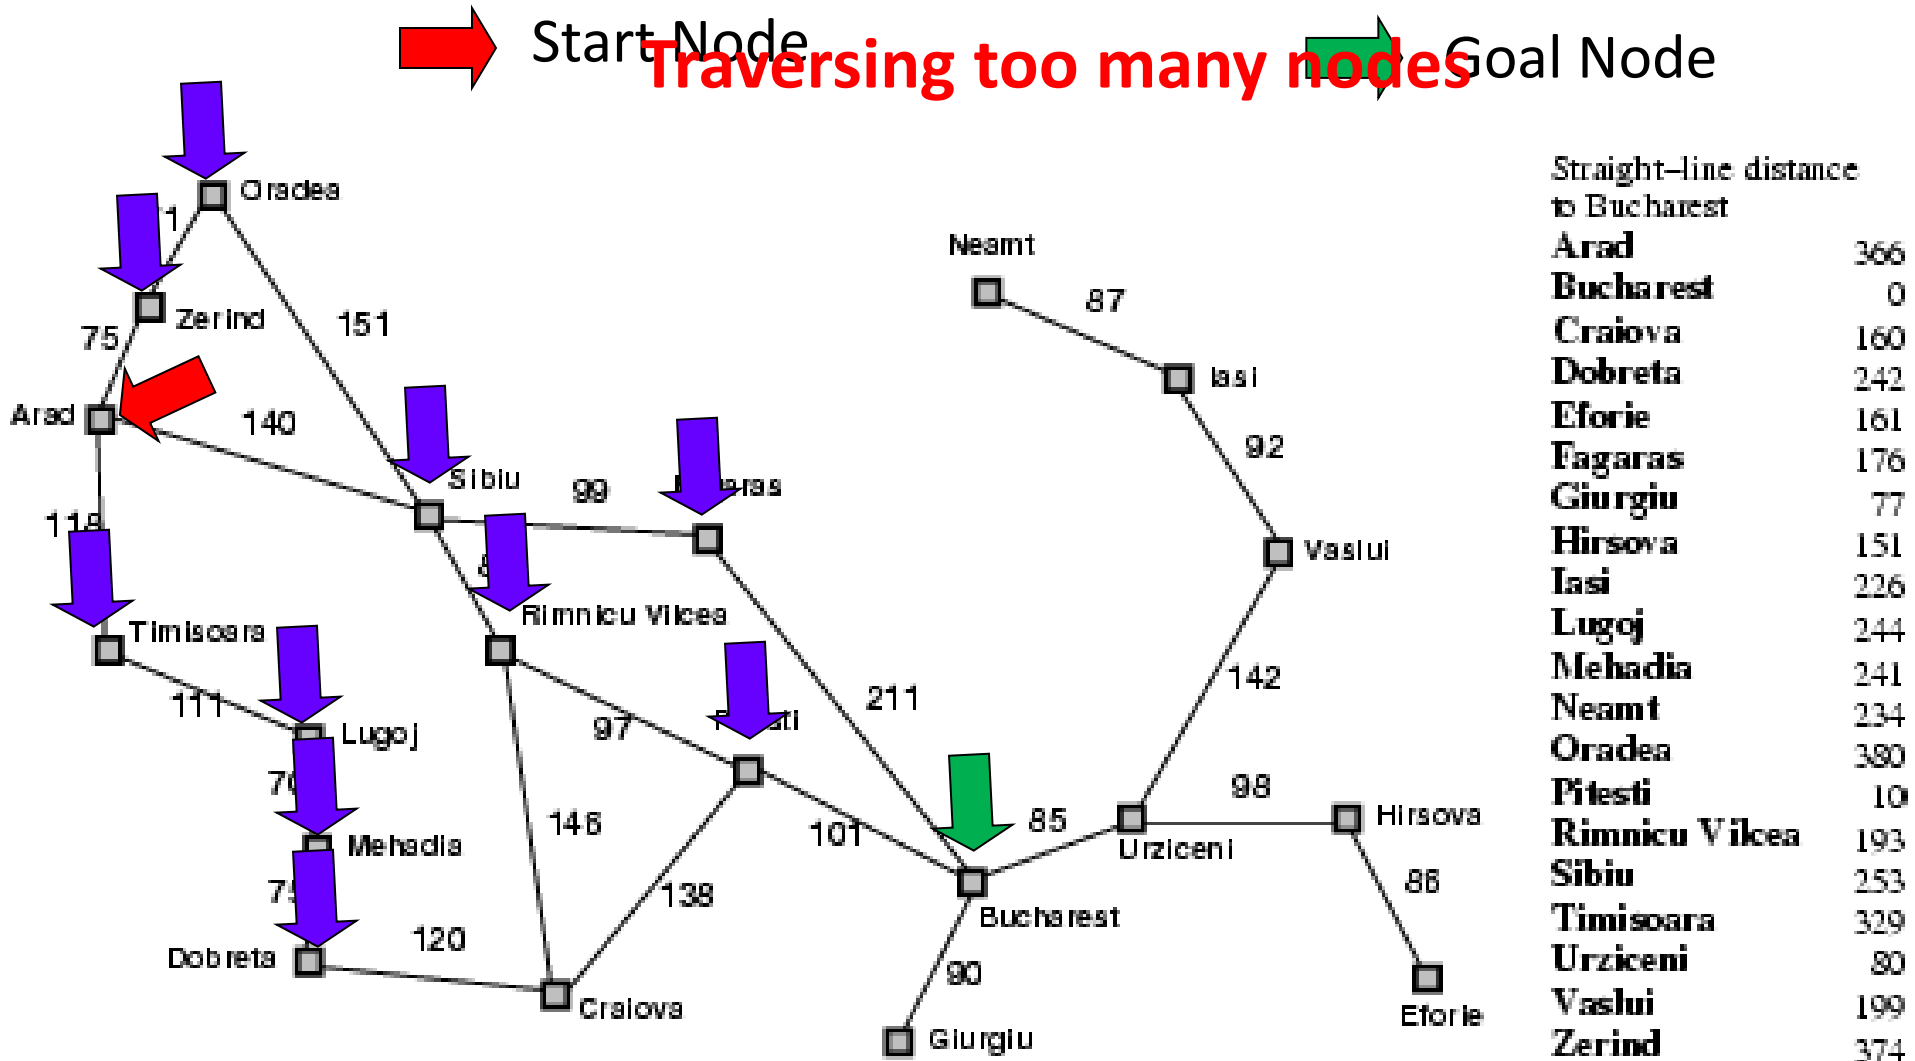 Start Node
Traversing too many nodes
Goal Node
Oradea
Zerind
151
75
Arad
140
Sibiu
99
Rimnicu Vilcea
Timisoara
111
Lugoj
Mehadia
Dobreta
120
Craiova
146
97
138
101
211
Bucharest
90
Giurgiu
85
Urziceni
98
Hirsova
86
Eforie
142
Vaslui
92
Iasi
87
Neamt
Straight-line distance
to Bucharest
Arad 366
Bucharest 0
Craiova 160
Dobreta 242
Eforie 161
Fagaras 176
Giurgiu 77
Hirsova 151
Iasi 226
Lugoj 244
Mehadia 241
Neamt 234
Oradea 380
Pitesti 10
Rimnicu Vilcea 193
Sibiu 253
Timisoara 329
Urziceni 80
Vaslui 199
Zerind 374